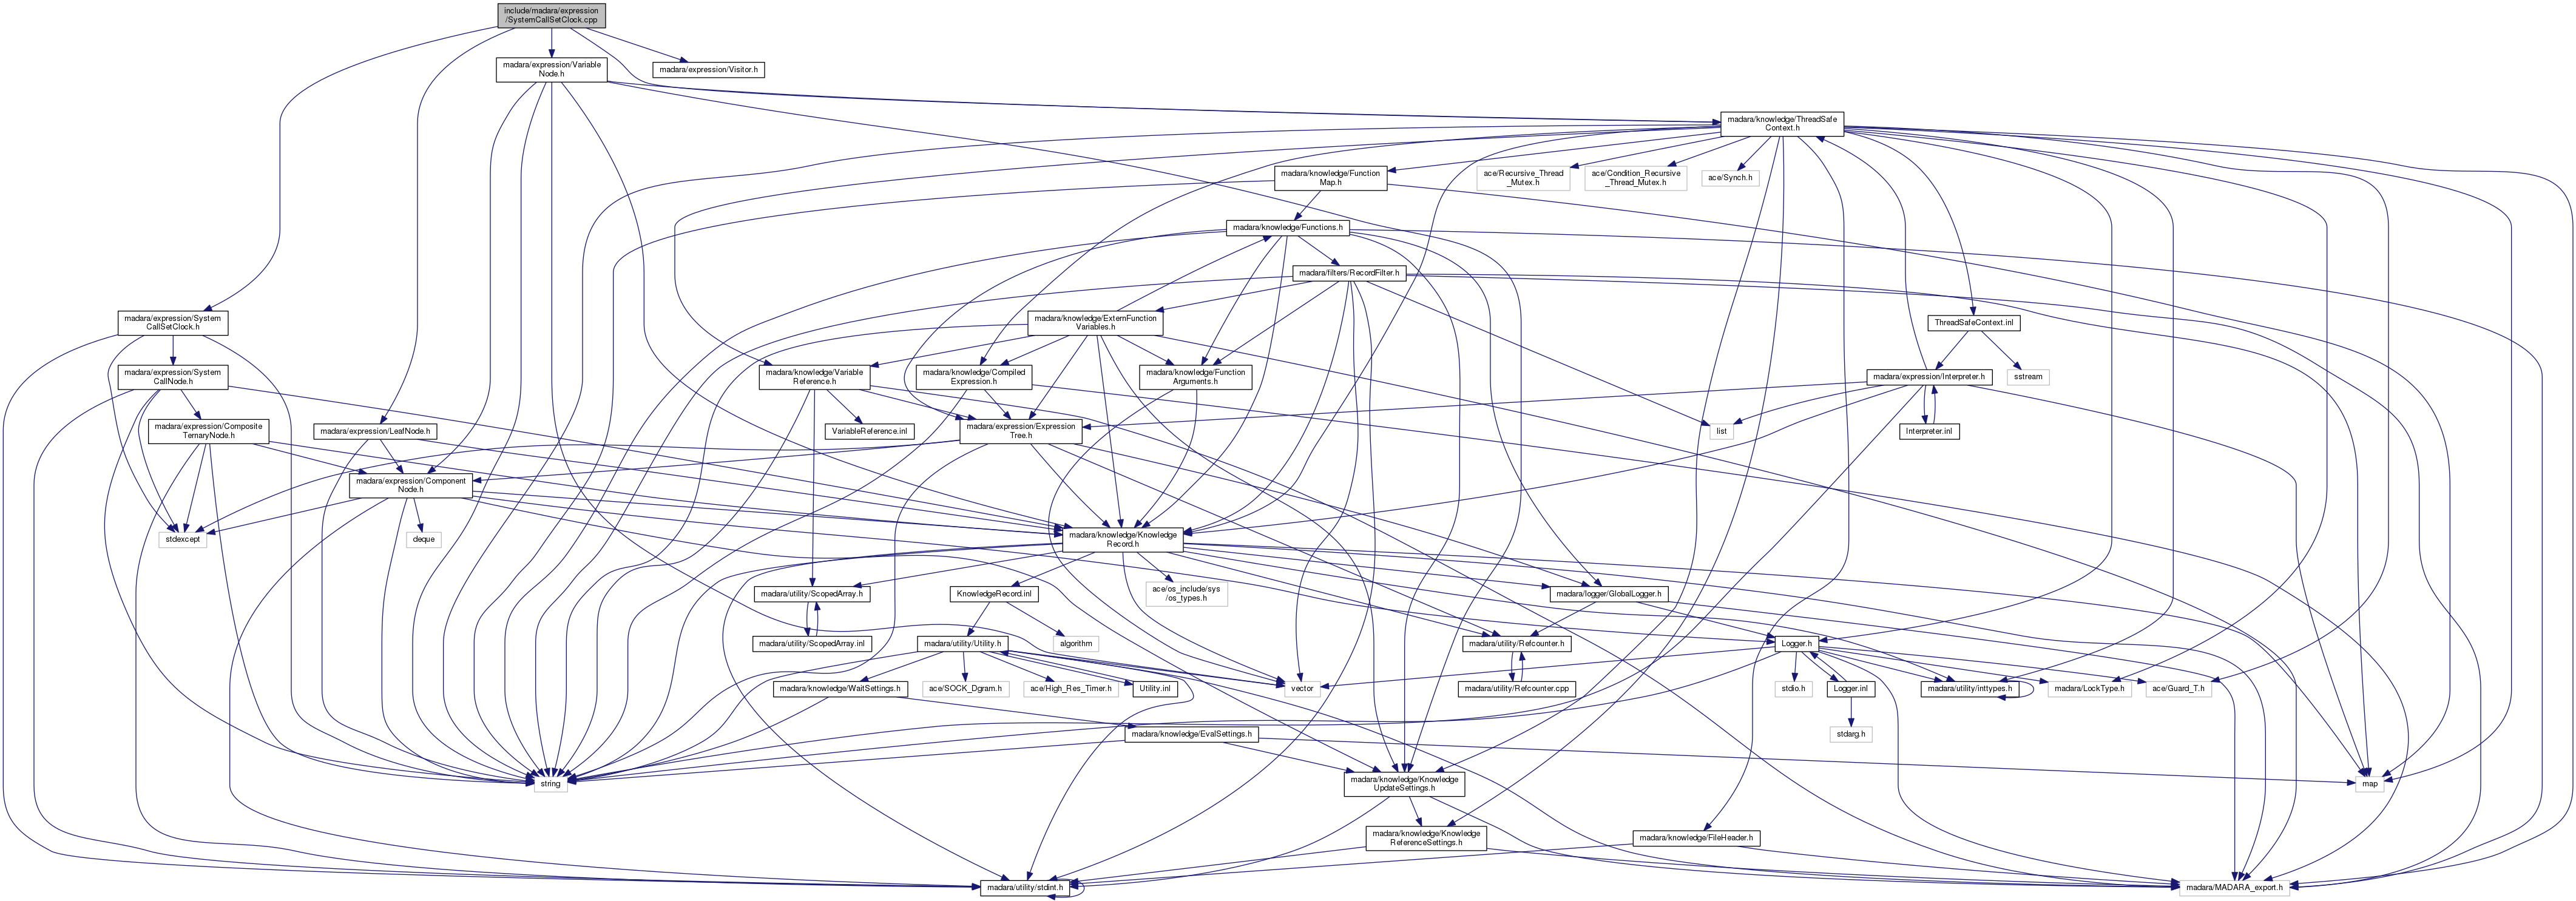 include/madara/expression
/SystemCallSetClock.cpp
madara/expression/Variable
Node.h
madara/expression/Visitor.h
madara/knowledge/ThreadSafe
Context.h
madara/knowledge/Function
Map.h
ace/Recursive_Thread
_Mutex.h
ace/Condition_Recursive
_Thread_Mutex.h
ace/Synch.h
madara/knowledge/Functions.h
madara/filters/RecordFilter.h
madara/expression/System
CallSetClock.h
madara/knowledge/ExternFunction
Variables.h
ThreadSafeContext.inl
madara/expression/System
CallNode.h
madara/knowledge/Variable
Reference.h
madara/knowledge/Compiled
Expression.h
madara/knowledge/Function
Arguments.h
madara/expression/Interpreter.h
sstream
madara/expression/Composite
TernaryNode.h
madara/expression/LeafNode.h
VariableReference.inl
madara/expression/Expression
Tree.h
list
Interpreter.inl
madara/expression/Component
Node.h
stdexcept
deque
madara/knowledge/Knowledge
Record.h
madara/utility/ScopedArray.h
KnowledgeRecord.inl
ace/os_include/sys
/os_types.h
madara/logger/GlobalLogger.h
madara/utility/ScopedArray.inl
madara/utility/Utility.h
algorithm
madara/utility/Refcounter.h
Logger.h
madara/knowledge/WaitSettings.h
ace/SOCK_Dgram.h
ace/High_Res_Timer.h
Utility.inl
vector
madara/utility/Refcounter.cpp
stdio.h
Logger.inl
madara/utility/inttypes.h
madara/LockType.h
ace/Guard_T.h
madara/knowledge/EvalSettings.h
stdarg.h
string
madara/knowledge/Knowledge
UpdateSettings.h
map
madara/knowledge/Knowledge
ReferenceSettings.h
madara/knowledge/FileHeader.h
madara/utility/stdint.h
madara/MADARA_export.h